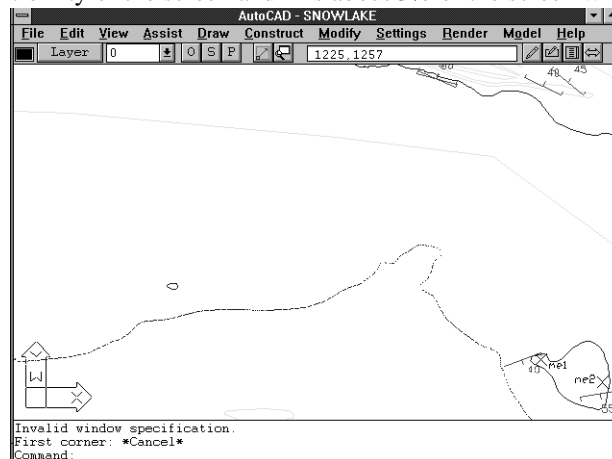 AutoCAD - SNOWLAKE
File Edit View Assist Draw Construct Modify Settings Render Model Help
Layer 0 O S P 1225,1257
40 45
me1
40
me2
55
W
X
Invalid window specification.
First corner: *Cancel*
Command: